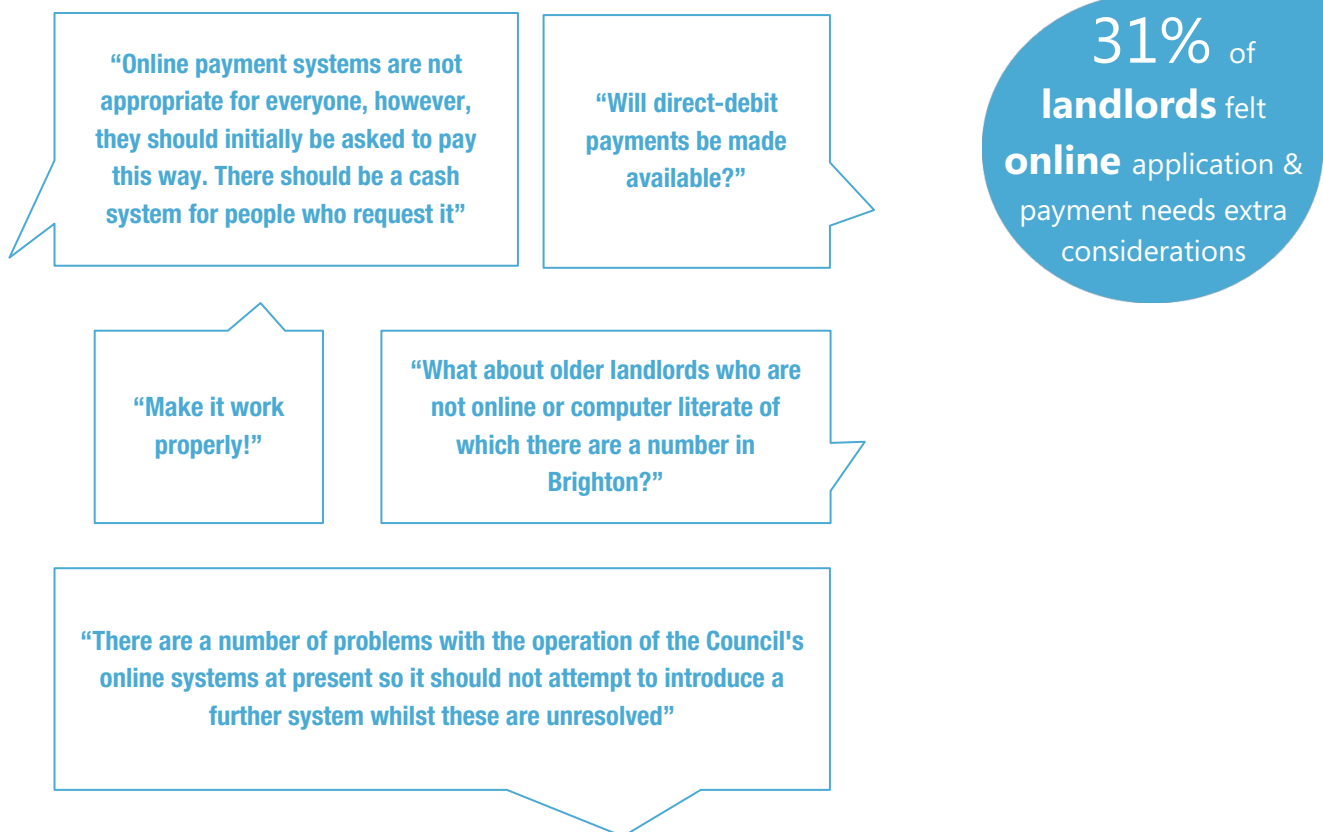 “Online payment systems are not
appropriate for everyone, however,
they should initially be asked to pay
this way. There should be a cash
system for people who request it”
“Will direct-debit
payments be made
available?”
31% of
landlords felt
online application &
payment needs extra
considerations
“Make it work
properly!”
“What about older landlords who are
not online or computer literate of
which there are a number in
Brighton?”
“There are a number of problems with the operation of the Council's
online systems at present so it should not attempt to introduce a
further system whilst these are unresolved”